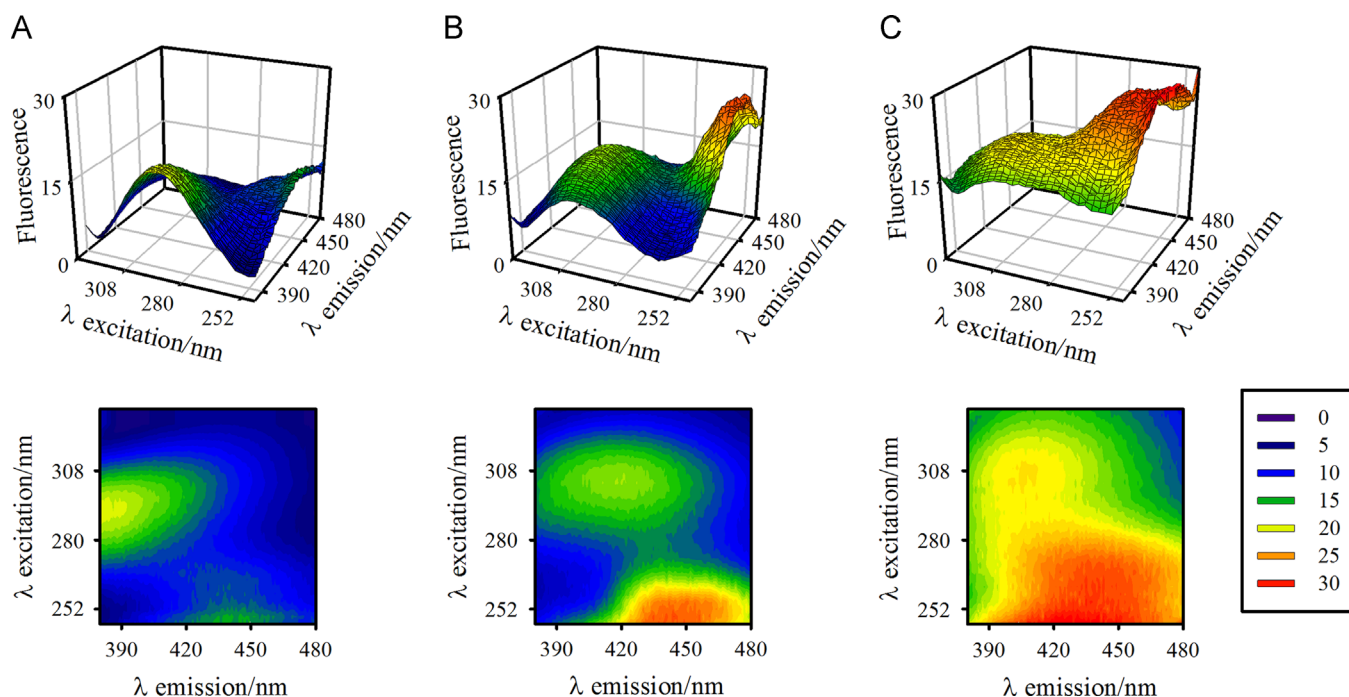 A
B
C
30
15
0
Fluorescence
308
280
252
λ excitation/nm
390
420
450
480
λ emission/nm
30
15
0
Fluorescence
308
280
252
λ excitation/nm
390
420
450
480
λ emission/nm
30
15
0
Fluorescence
308
280
252
λ excitation/nm
390
420
450
480
λ emission/nm
308
280
252
λ excitation/nm
390 420 450 480
λ emission/nm
308
280
252
λ excitation/nm
390 420 450 480
λ emission/nm
308
280
252
λ excitation/nm
390 420 450 480
λ emission/nm
0
5
10
15
20
25
30